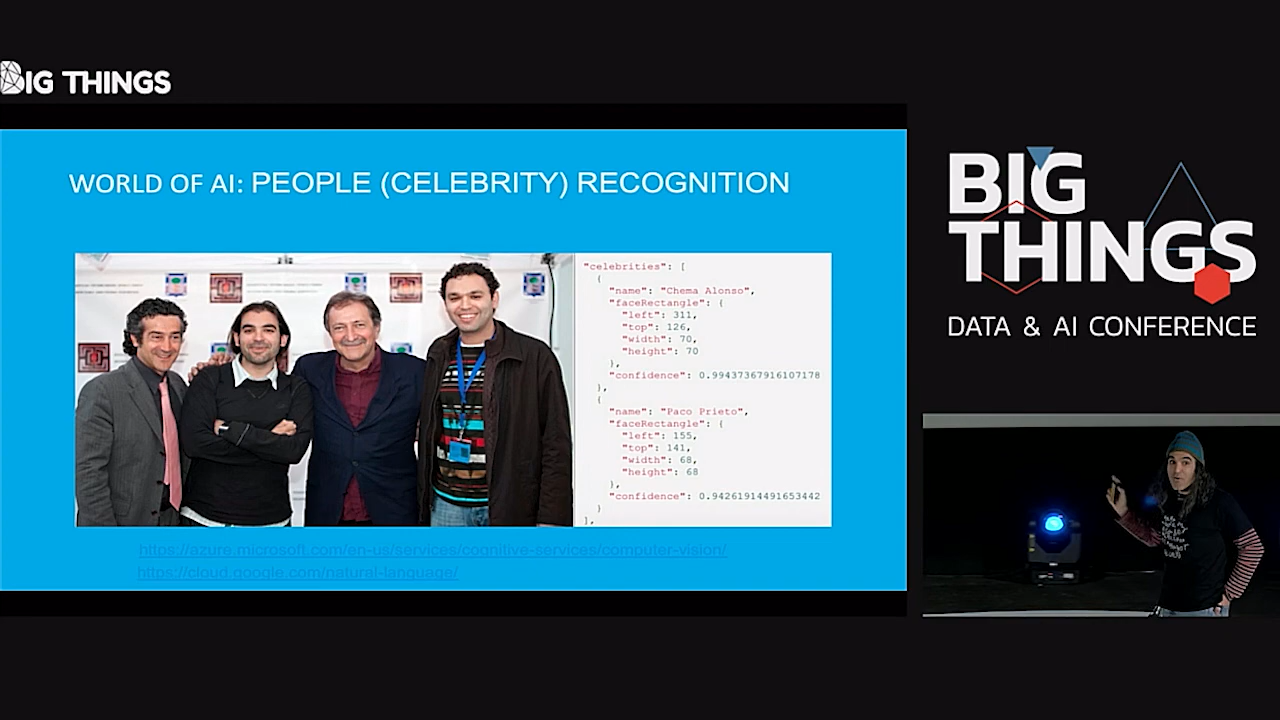 BIG THINGS
WORLD OF AI: PEOPLE (CELEBRITY) RECOGNITION
"celebrities": [
{
"name": "Chema Alonso",
"faceRectangle": {
"left": 311,
"top": 126,
"width": 70,
"height": 70
},
"confidence": 0.99437367916107178
},
{
"name": "Paco Prieto",
"faceRectangle": {
"left": 155,
"top": 141,
"width": 68,
"height": 68
},
"confidence": 0.94261914491653442
}
],
https://azure.microsoft.com/en-us/services/cognitive-services/computer-vision/
https://cloud.google.com/natural-language/
BIG
THINGS
DATA & AI CONFERENCE